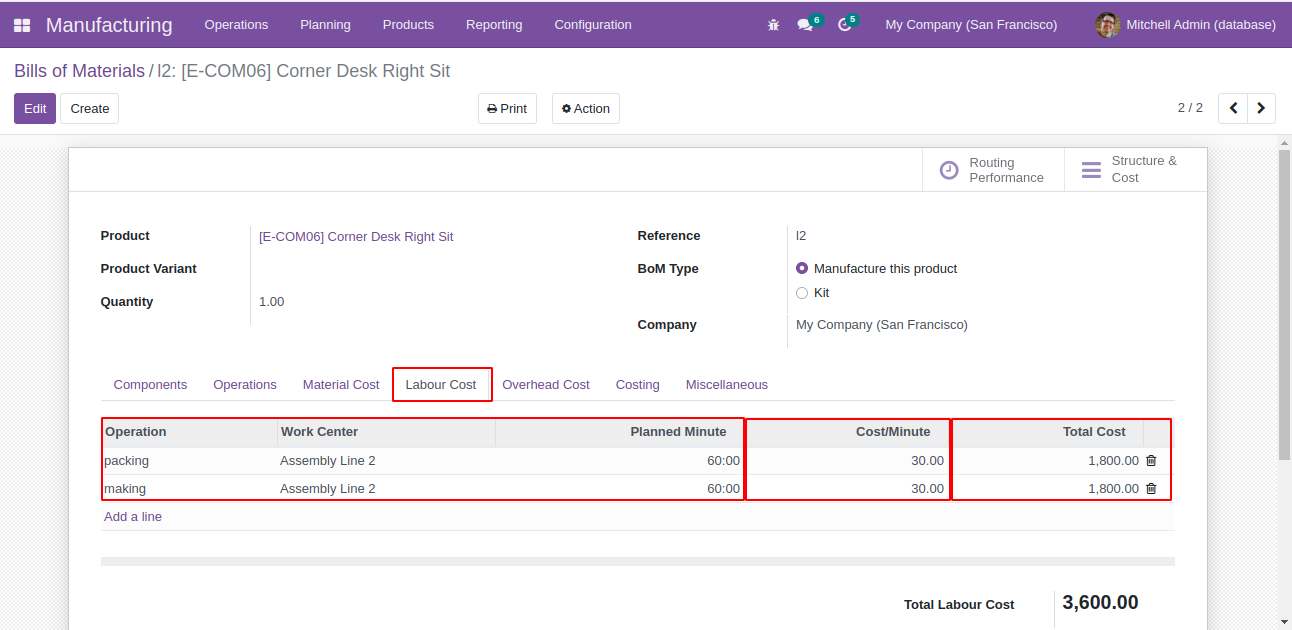 Manufacturing Operations Planning Products Reporting Configuration 6 5 My Company (San Francisco) Mitchell Admin (database)
Bills of Materials / I2: [E-COM06] Corner Desk Right Sit
Edit Create Print Action 2 / 2
Routing Performance
Structure & Cost
Product [E-COM06] Corner Desk Right Sit Reference I2
Product Variant BoM Type Manufacture this product
Kit
Quantity 1.00
Company My Company (San Francisco)
Components Operations Material Cost Labour Cost Overhead Cost Costing Miscellaneous
Operation Work Center Planned Minute Cost/Minute Total Cost
packing Assembly Line 2 60:00 30.00 1,800.00
making Assembly Line 2 60:00 30.00 1,800.00
Add a line
Total Labour Cost 3,600.00